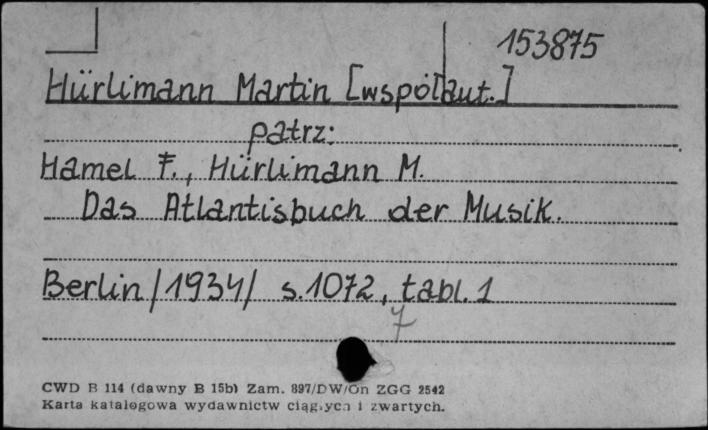 153875
Hürlimann Martin [współaut.]
patrz:
Hamel F., Hürlimann M.
Das Atlantisbuch der Musik.
Berlin /1934/ s. 1072, tabl. 1
7
CWD B 114 (dawny B 15b) Zam. 897/DW/On ZGG 2542
Karta katalogowa wydawnictw ciągłych i zwartych.